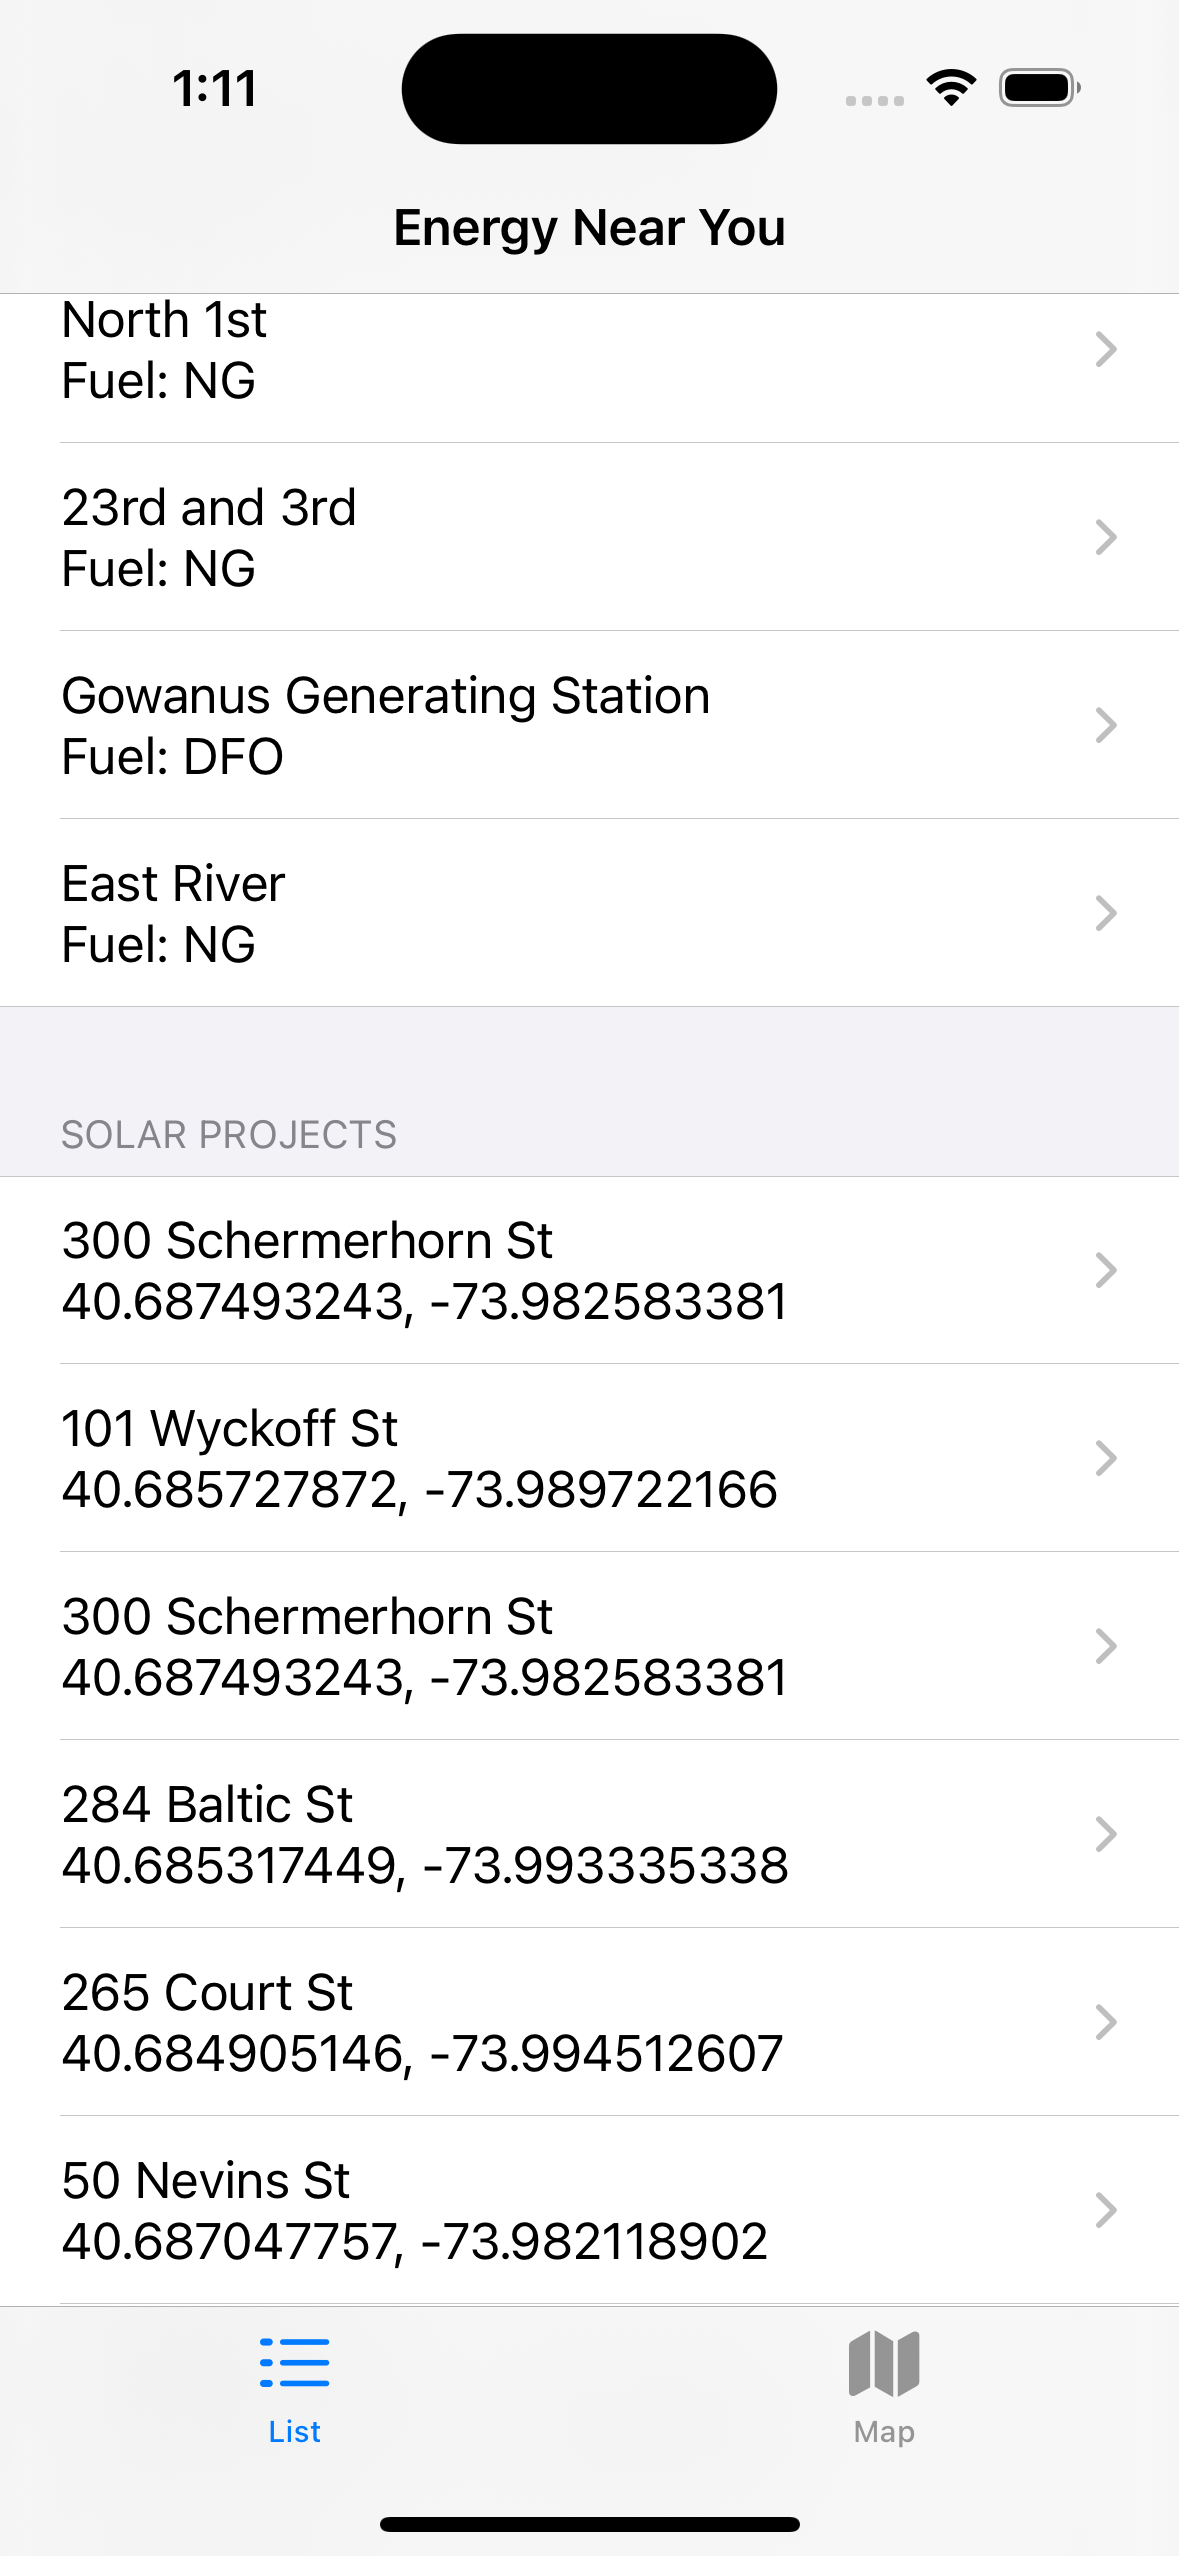 1:11
Energy Near You
North 1st
Fuel: NG
23rd and 3rd
Fuel: NG
Gowanus Generating Station
Fuel: DFO
East River
Fuel: NG
SOLAR PROJECTS
300 Schermerhorn St
40.687493243, -73.982583381
101 Wyckoff St
40.685727872, -73.989722166
300 Schermerhorn St
40.687493243, -73.982583381
284 Baltic St
40.685317449, -73.993335338
265 Court St
40.684905146, -73.994512607
50 Nevins St
40.687047757, -73.982118902
List
Map